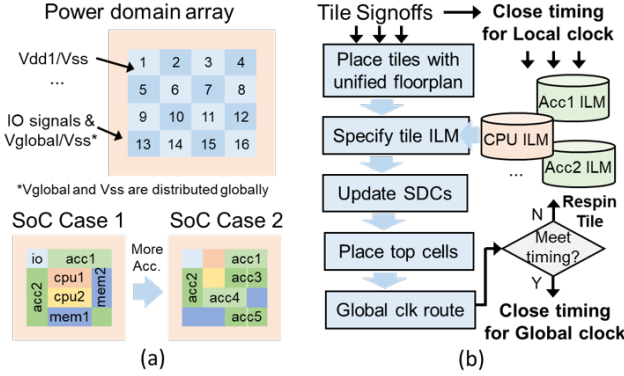 Power domain array
Vdd1/Vss
...
IO signals &
Vglobal/Vss*
1 2 3 4
5 6 7 8
9 10 11 12
13 14 15 16
*Vglobal and Vss are distributed globally
SoC Case 1
io acc1
acc2
cpu1
cpu2
mem2
mem1
More
Acc.
SoC Case 2
acc1
acc2
acc3
acc4
acc5
(a)
Tile Signoffs
Close timing
for Local clock
Place tiles with
unified floorplan
Specify tile ILM
Update SDCs
Place top cells
Global clk route
Acc1 ILM
CPU ILM
Acc2 ILM
...
N
Respin
Tile
Meet
timing?
Y
Close timing
for Global clock
(b)